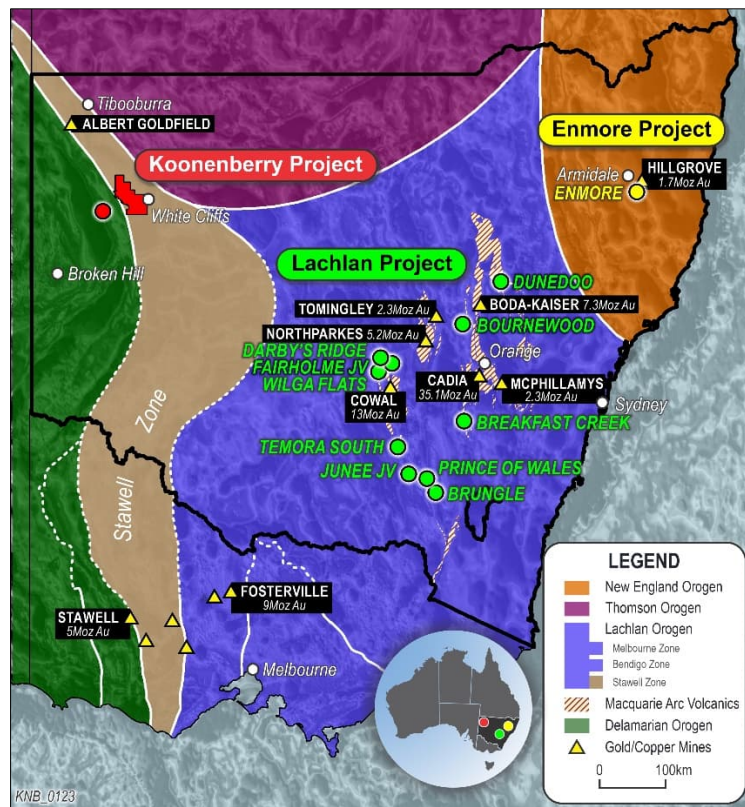 Tibooburra
ALBERT GOLDFIELD
Koonenberry Project
White Cliffs
Broken Hill
Enmore Project
Armidale
HILLGROVE
1.7Moz Au
ENMORE
Lachlan Project
DUNEDOO
TOMINGLEY 2.3Moz Au
BODA-KAISER 7.3Moz Au
NORTHPARKES
5.2Moz Au
BOURNEWOOD
DARBY'S RIDGE
FAIRHOLME JV
WILGA FLATS
Orange
CADIA
35.1Moz Au
MCPHILLAMYS
2.3Moz Au
COWAL
13Moz Au
Sydney
BREAKFAST CREEK
TEMORA SOUTH
JUNEE JV
PRINCE OF WALES
BRUNGLE
Stawell Zone
STAWELL
5Moz Au
FOSTERVILLE
9Moz Au
Melbourne
LEGEND
New England Orogen
Thomson Orogen
Lachlan Orogen
Melbourne Zone
Bendigo Zone
Stawell Zone
Macquarie Arc Volcanics
Delamarian Orogen
Gold/Copper Mines
0 100km
KNB_0123